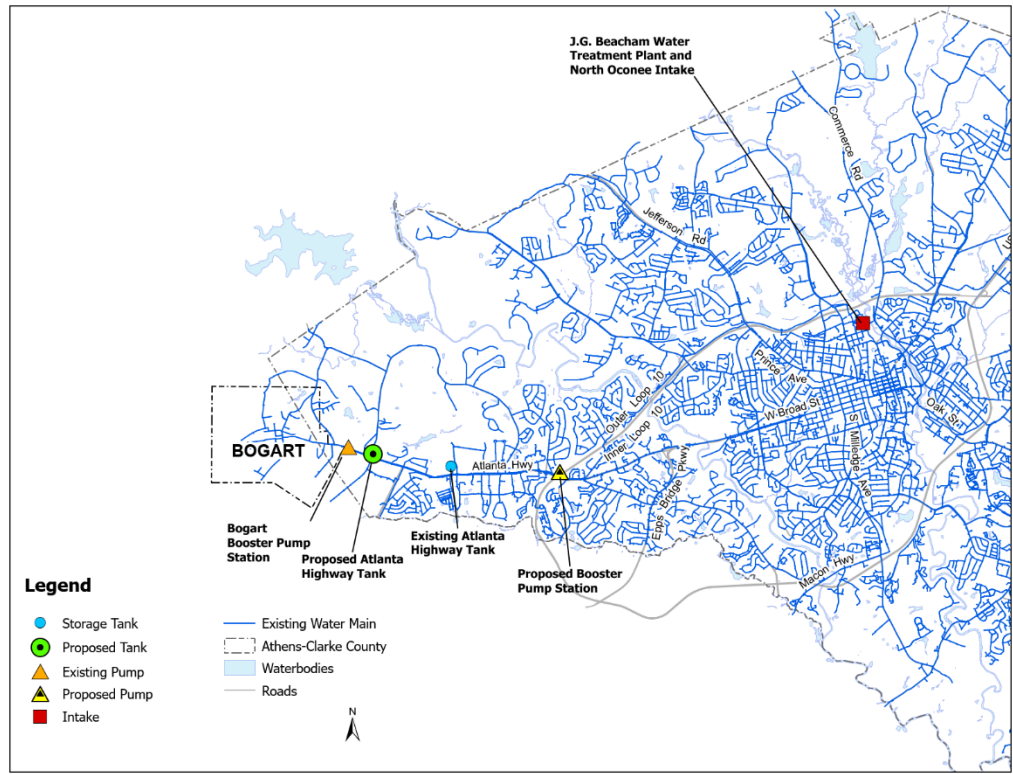 J.G. Beacham Water
Treatment Plant and
North Oconee Intake
Commerce Rd
Jefferson Rd
Prince Ave
Outer Loop 10
Inner Loop 10
W Broad St
Oak St
S Milledge Ave
BOGART
Atlanta Hwy
Epps Bridge Pkwy
Macon Hwy
Bogart
Booster Pump
Station
Proposed Atlanta
Highway Tank
Existing Atlanta
Highway Tank
Proposed Booster
Pump Station
Legend
Storage Tank
Proposed Tank
Existing Pump
Proposed Pump
Intake
Existing Water Main
Athens-Clarke County
Waterbodies
Roads
N